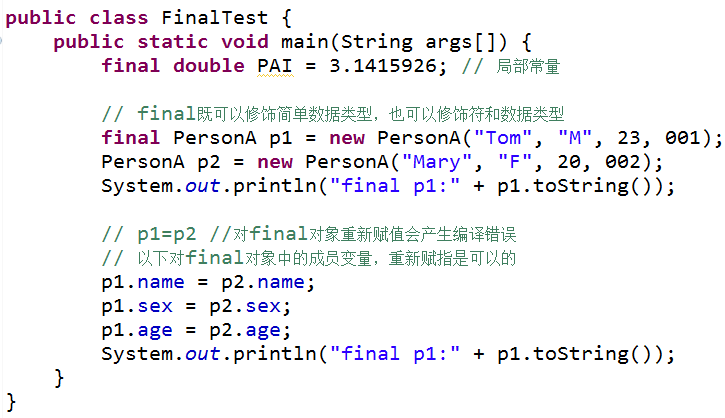 public class FinalTest {
public static void main(String args[]) {
final double PAI = 3.1415926; // 局部常量
// final既可以修饰简单数据类型，也可以修饰符和数据类型
final PersonA p1 = new PersonA("Tom", "M", 23, 001);
PersonA p2 = new PersonA("Mary", "F", 20, 002);
System.out.println("final p1:" + p1.toString());
// p1=p2 //对final对象重新赋值会产生编译错误
// 以下对final对象中的成员变量，重新赋指是可以的
p1.name = p2.name;
p1.sex = p2.sex;
p1.age = p2.age;
System.out.println("final p1:" + p1.toString());
}
}